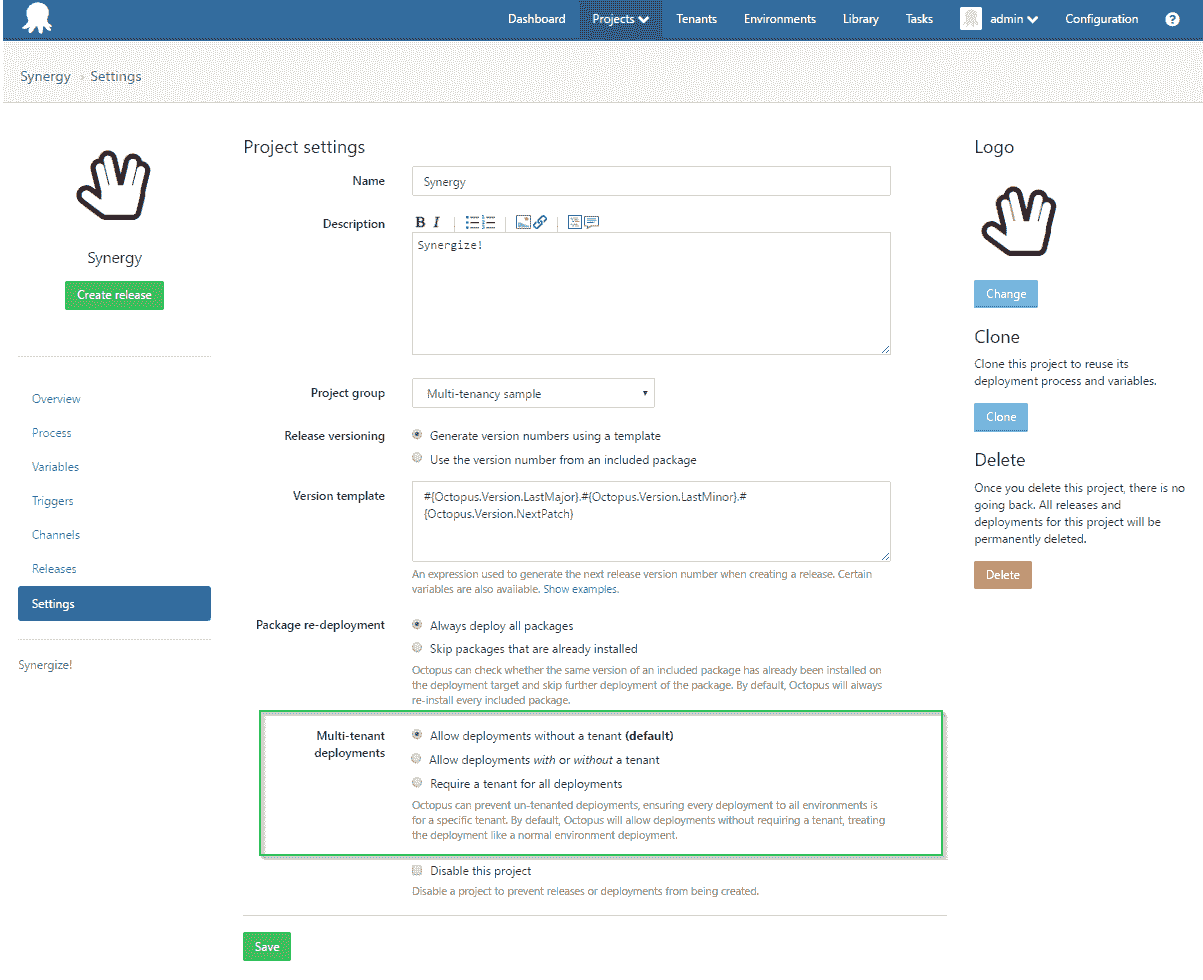 Dashboard Projects Tenants Environments Library Tasks admin Configuration ?
Synergy › Settings
Synergy
Create release
Overview
Process
Variables
Triggers
Channels
Releases
Settings
Synergize!
Project settings
Name Synergy
Description B I
Synergize!
Project group Multi-tenancy sample
Release versioning Generate version numbers using a template
Use the version number from an included package
Version template #{Octopus.Version.LastMajor}.#{Octopus.Version.LastMinor}.#
{Octopus.Version.NextPatch}
An expression used to generate the next release version number when creating a release. Certain
variables are also available. Show examples.
Package re-deployment Always deploy all packages
Skip packages that are already installed
Octopus can check whether the same version of an included package has already been installed on
the deployment target and skip further deployment of the package. By default, Octopus will always
re-install every included package.
Multi-tenant
deployments
Allow deployments without a tenant (default)
Allow deployments with or without a tenant
Require a tenant for all deployments
Octopus can prevent un-tenanted deployments, ensuring every deployment to all environments is
for a specific tenant. By default, Octopus will allow deployments without requiring a tenant, treating
the deployment like a normal environment deployment.
Disable this project
Disable a project to prevent releases or deployments from being created.
Save
Logo
Change
Clone
Clone this project to reuse its
deployment process and variables.
Clone
Delete
Once you delete this project, there is no
going back. All releases and
deployments for this project will be
permanently deleted.
Delete